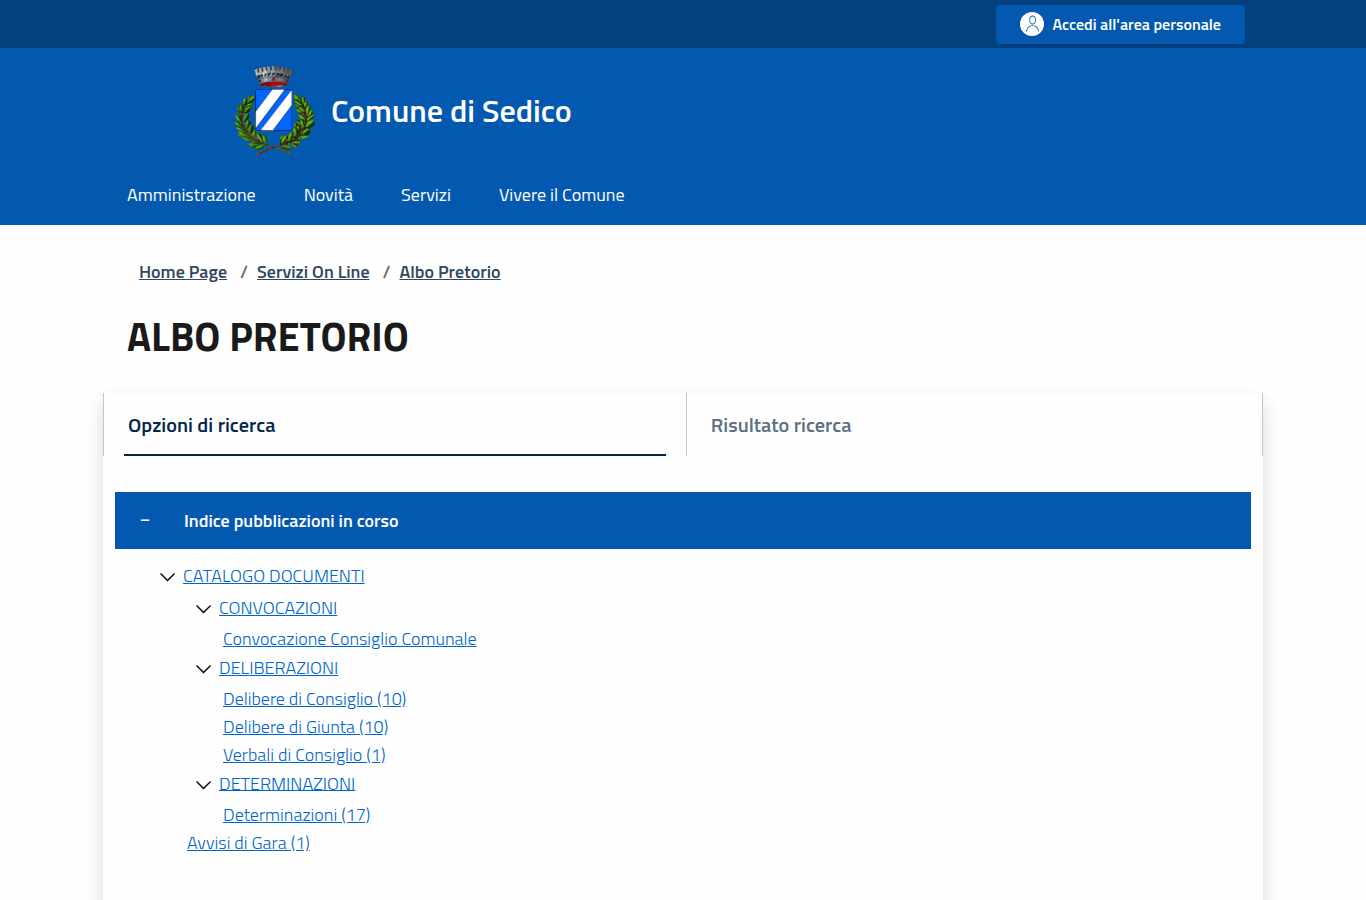 Accedi all'area personale
Comune di Sedico
Amministrazione Novità Servizi Vivere il Comune
Home Page / Servizi On Line / Albo Pretorio
ALBO PRETORIO
Opzioni di ricerca Risultato ricerca
Indice pubblicazioni in corso
CATALOGO DOCUMENTI
CONVOCAZIONI
Convocazione Consiglio Comunale
DELIBERAZIONI
Delibere di Consiglio (10)
Delibere di Giunta (10)
Verbali di Consiglio (1)
DETERMINAZIONI
Determinazioni (17)
Avvisi di Gara (1)